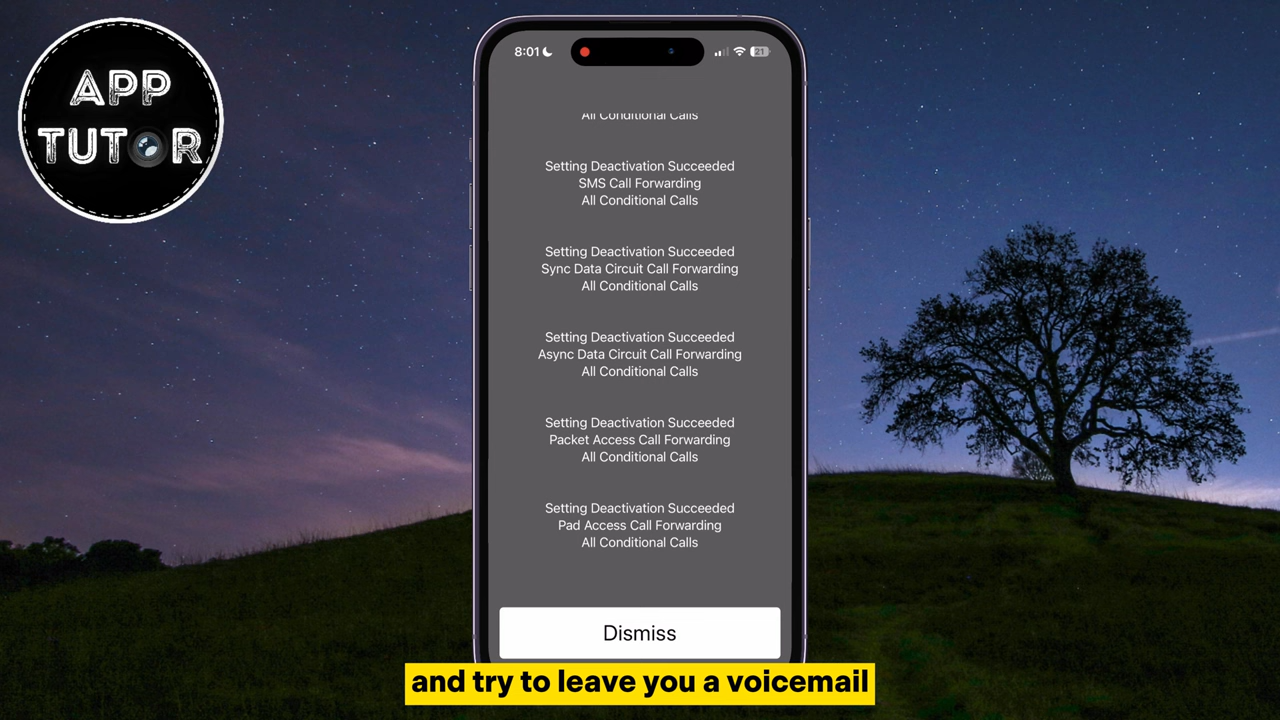 APP
TUTOR
8:01
21
All Conditional Calls
Setting Deactivation Succeeded
SMS Call Forwarding
All Conditional Calls
Setting Deactivation Succeeded
Sync Data Circuit Call Forwarding
All Conditional Calls
Setting Deactivation Succeeded
Async Data Circuit Call Forwarding
All Conditional Calls
Setting Deactivation Succeeded
Packet Access Call Forwarding
All Conditional Calls
Setting Deactivation Succeeded
Pad Access Call Forwarding
All Conditional Calls
Dismiss
and try to leave you a voicemail